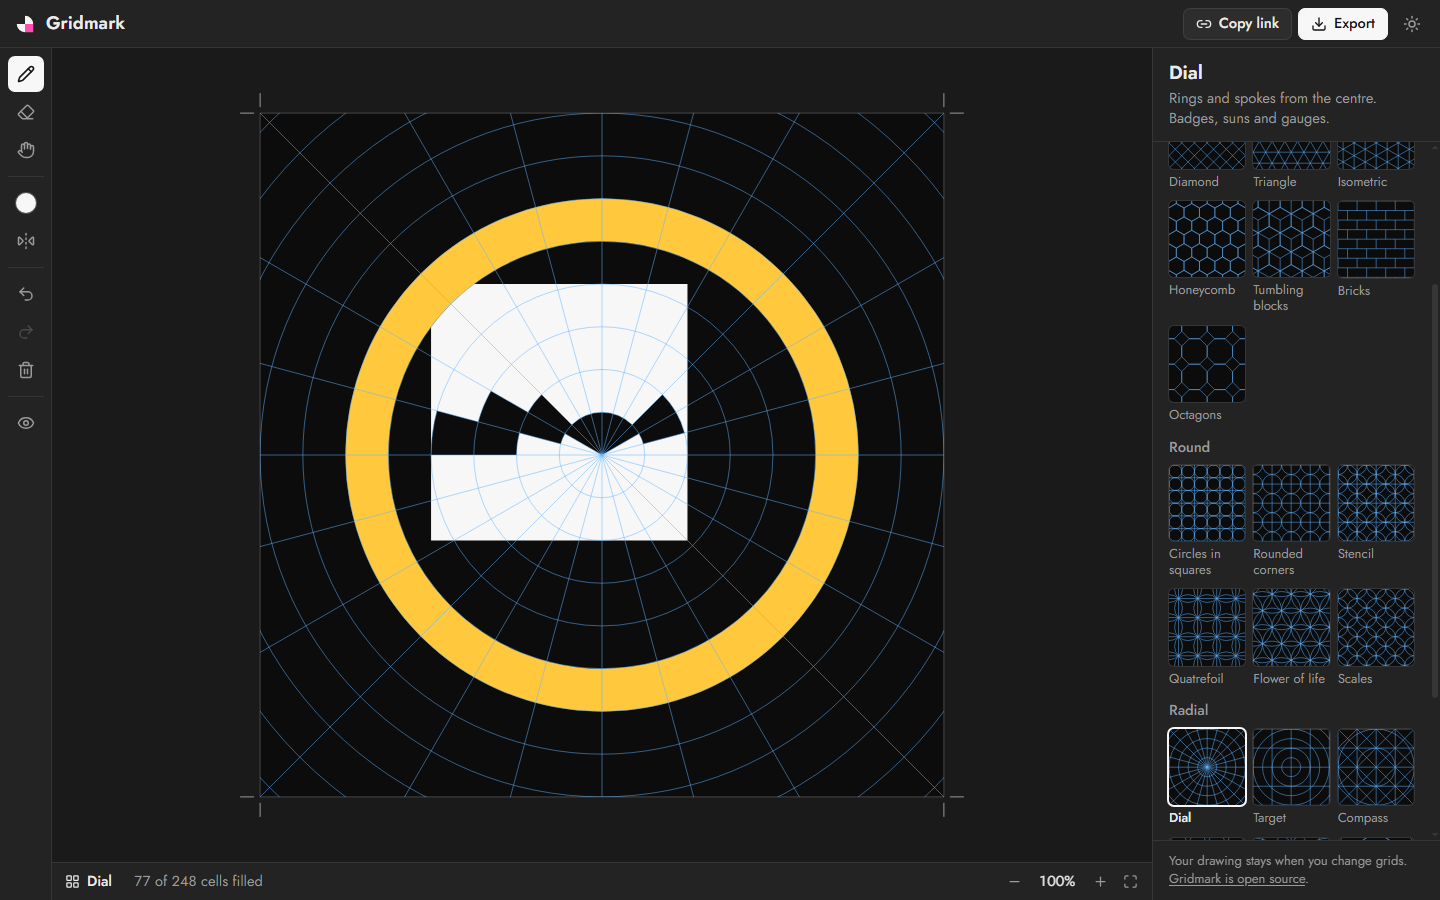 Gridmark
Copy link
Export
Dial
Rings and spokes from the centre.
Badges, suns and gauges.
Diamond
Triangle
Isometric
Honeycomb
Tumbling
blocks
Bricks
Octagons
Round
Circles in
squares
Rounded
corners
Stencil
Quatrefoil
Flower of life
Scales
Radial
Dial
Target
Compass
Your drawing stays when you change grids.
Gridmark is open source.
Dial
77 of 248 cells filled
100%